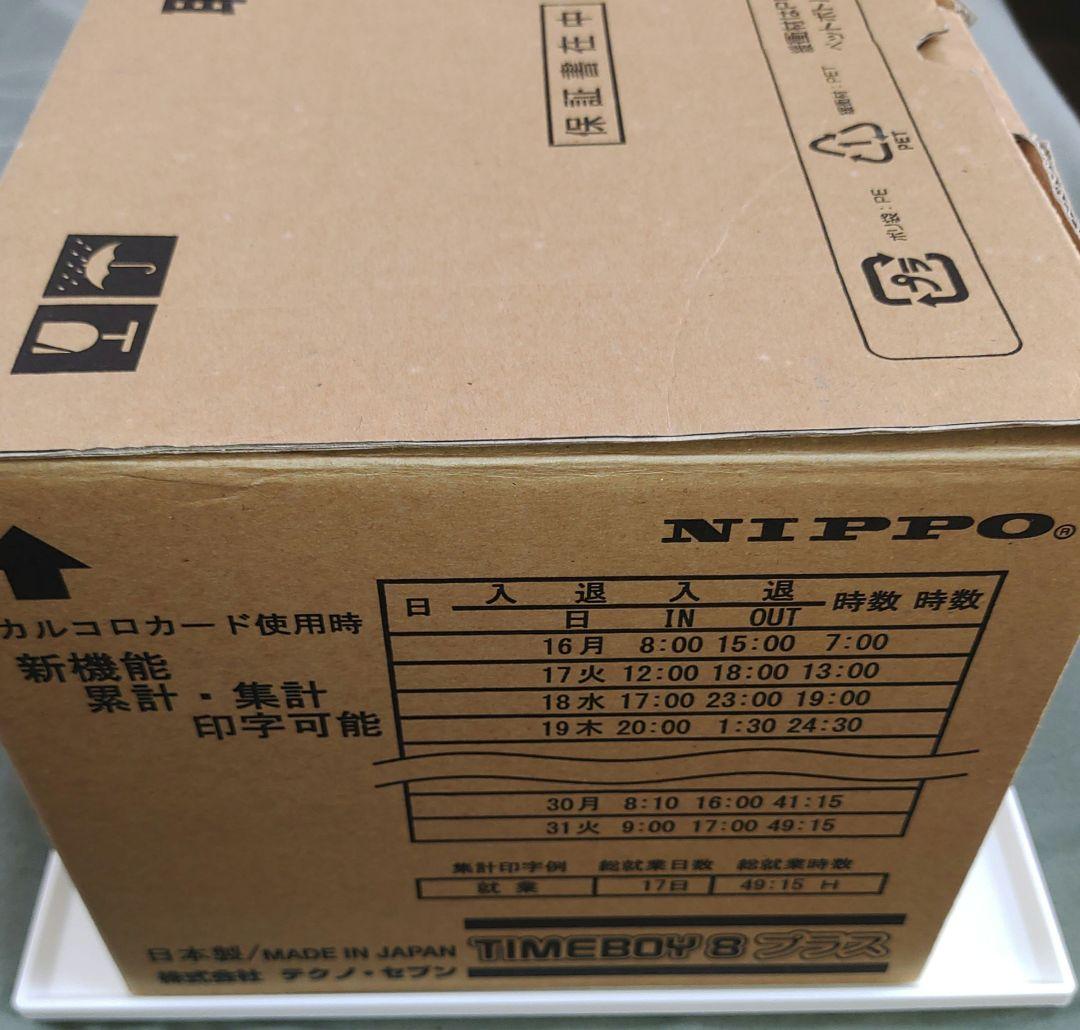 保証書在中
緩衝材：PET
PET
ポリ袋：PE
プラ
NIPPO®
カルコロカード使用時
新機能
累計・集計
印字可能
日 入 退 入 退 時数 時数
日 IN OUT
16月 8:00 15:00 7:00
17火 12:00 18:00 13:00
18水 17:00 23:00 19:00
19木 20:00 1:30 24:30
30月 8:10 16:00 41:15
31火 9:00 17:00 49:15
集計印字例 総就業日数 総就業時数
就業 17日 49:15 H
日本製/MADE IN JAPAN
株式会社 テクノ・セブン
TIMEBOY 8 プラス